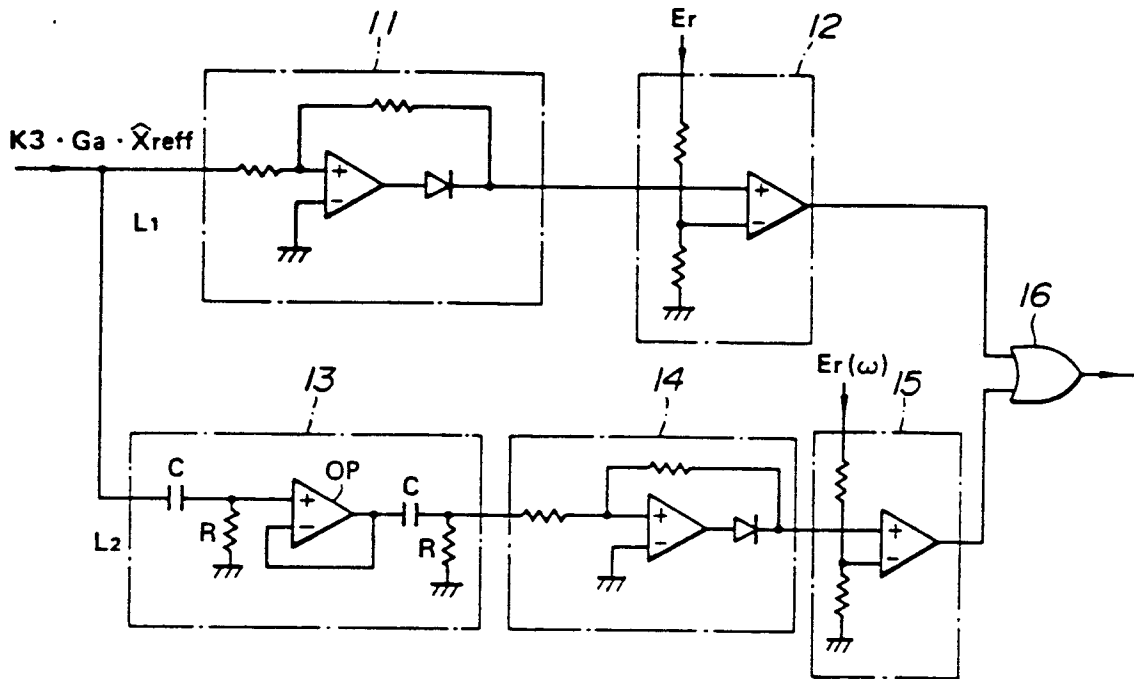 11
Er
12
K3 · Ga · X̂reff
+
−
+
−
L1
16
13
14
Er(ω)
15
C
OP
C
+
−
R
R
L2
+
−
+
−